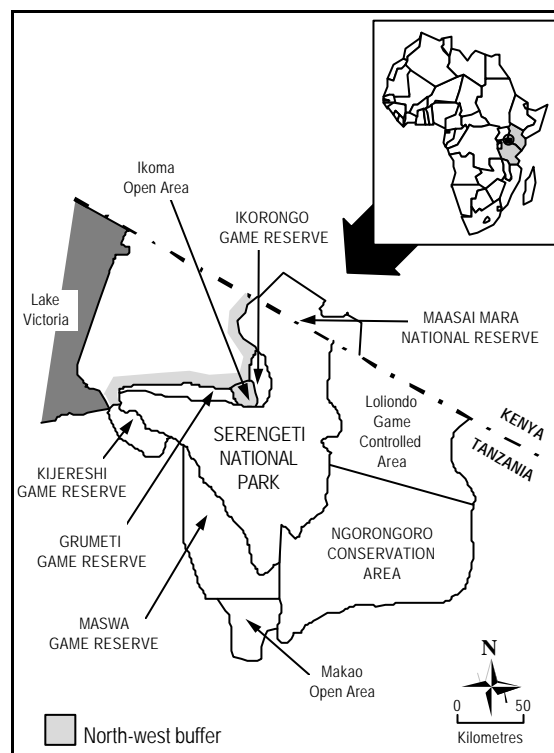 Ikoma
Open Area
IKORONGO
GAME RESERVE
Lake
Victoria
MAASAI MARA
NATIONAL RESERVE
Loliondo
Game
Controlled
Area
KENYA
TANZANIA
SERENGETI
NATIONAL
PARK
KIJERESHI
GAME RESERVE
GRUMETI
GAME RESERVE
NGORONGORO
CONSERVATION
AREA
MASWA
GAME RESERVE
Makao
Open Area
N
0 50
Kilometres
North-west buffer